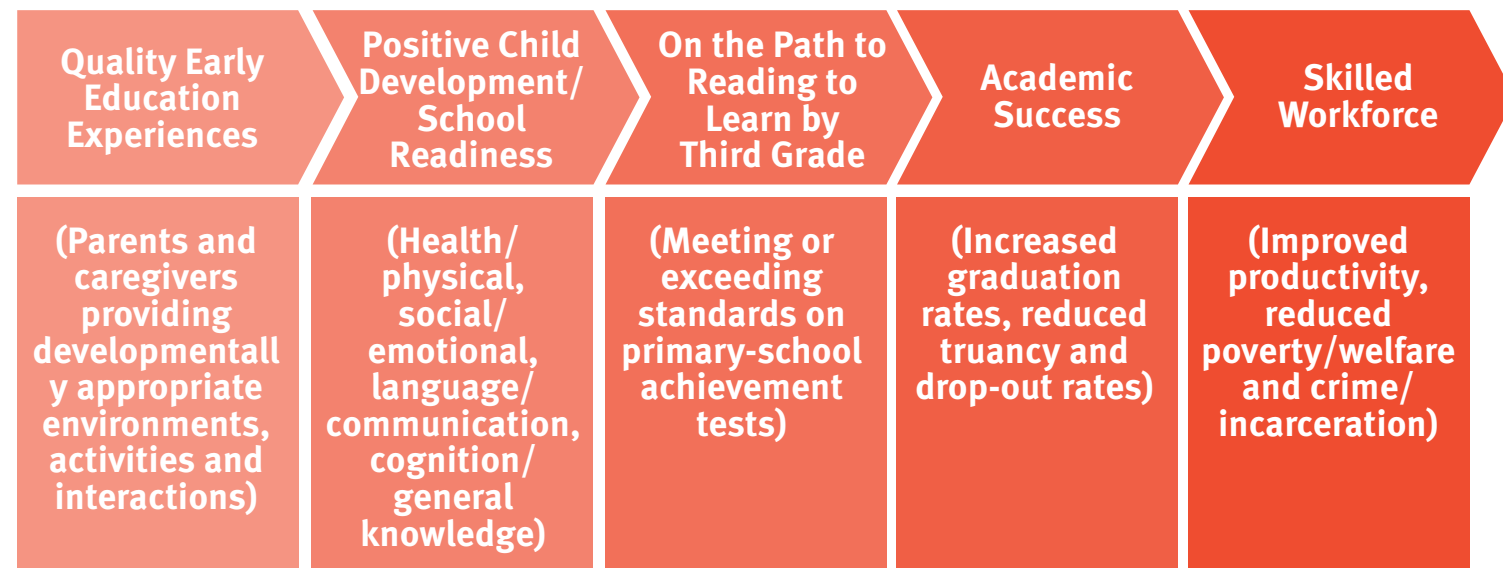 Quality Early
Education
Experiences
Positive Child
Development/
School
Readiness
On the Path to
Reading to
Learn by
Third Grade
Academic
Success
Skilled
Workforce
(Parents and
caregivers
providing
developmentall
y appropriate
environments,
activities and
interactions)
(Health/
physical,
social/
emotional,
language/
communication,
cognition/
general
knowledge)
(Meeting or
exceeding
standards on
primary-school
achievement
tests)
(Increased
graduation
rates, reduced
truancy and
drop-out rates)
(Improved
productivity,
reduced
poverty/welfare
and crime/
incarceration)